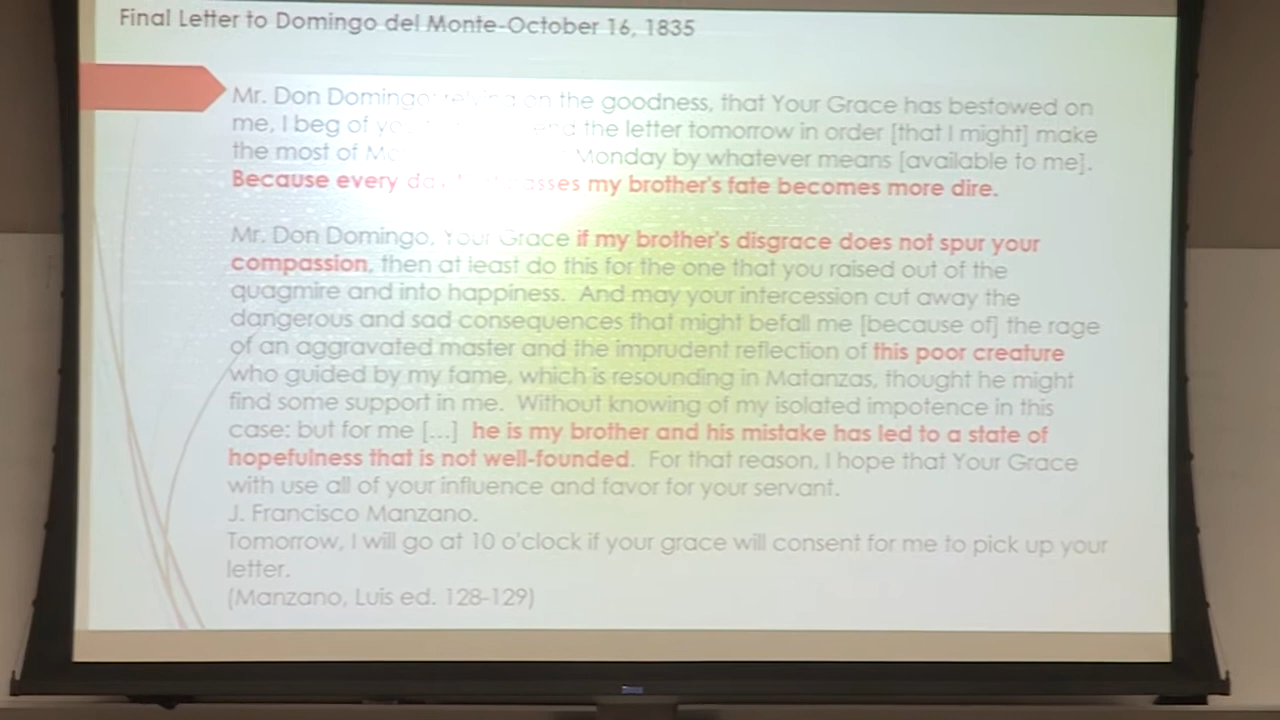 Final Letter to Domingo del Monte-October 16, 1835
Mr. Don Domingo on the goodness, that Your Grace has bestowed on
me, I beg of the letter tomorrow in order [that I might] make
the most of Monday by whatever means [available to me].
Because every my brother's fate becomes more dire.
Mr. Don Domingo, Your Grace if my brother's disgrace does not spur your
compassion, then at least do this for the one that you raised out of the
quagmire and into happiness. And may your intercession cut away the
dangerous and sad consequences that might befall me [because of] the rage
of an aggravated master and the imprudent reflection of this poor creature
who guided by my fame, which is resounding in Matanzas, thought he might
find some support in me. Without knowing of my isolated impotence in this
case: but for me [...] he is my brother and his mistake has led to a state of
hopefulness that is not well-founded. For that reason, I hope that Your Grace
with use all of your influence and favor for your servant.
J. Francisco Manzano.
Tomorrow, I will go at 10 o'clock if your grace will consent for me to pick up your
letter.
(Manzano, Luis ed. 128-129)